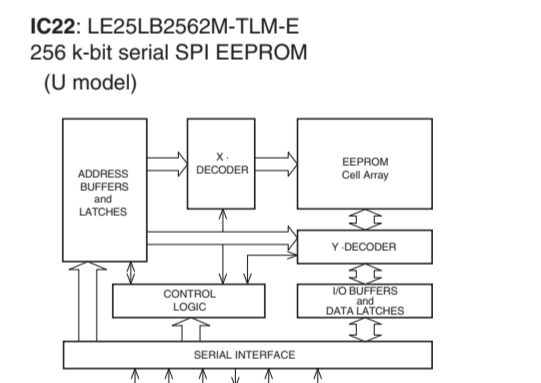 IC22: LE25LB2562M-TLM-E
256 k-bit serial SPI EEPROM
(U model)
ADDRESS
BUFFERS
and
LATCHES
X -
DECODER
EEPROM
Cell Array
Y -DECODER
CONTROL
LOGIC
I/O BUFFERS
and
DATA LATCHES
SERIAL INTERFACE